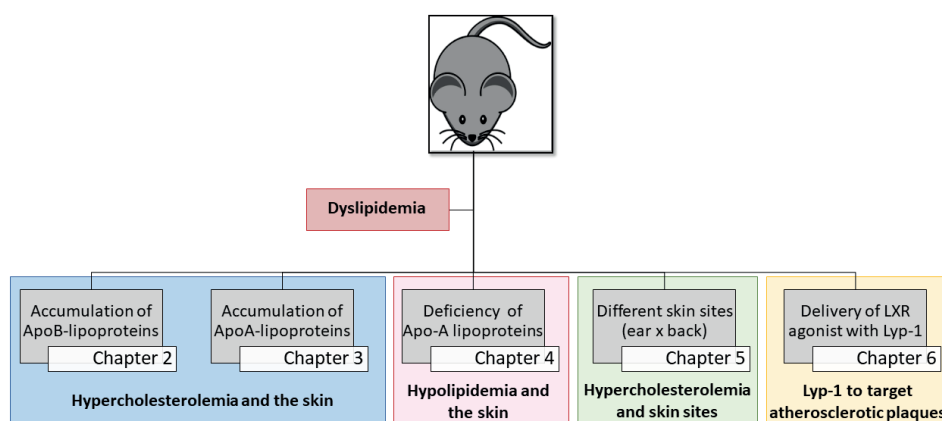 Dyslipidemia
Accumulation of
ApoB-lipoproteins
Chapter 2
Accumulation of
ApoA-lipoproteins
Chapter 3
Hypercholesterolemia and the skin
Deficiency of
Apo-A lipoproteins
Chapter 4
Hypolipidemia and
the skin
Different skin sites
(ear x back)
Chapter 5
Hypercholesterolemia
and skin sites
Delivery of LXR
agonist with Lyp-1
Chapter 6
Lyp-1 to target
atherosclerotic plaques